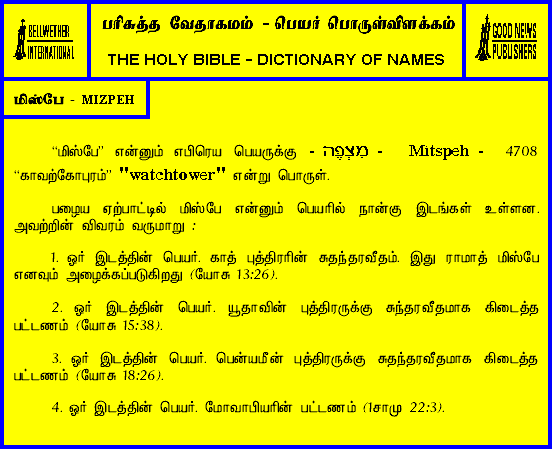 BELLWETHER
INTERNATIONAL
பரிசுத்த வேதாகமம் - பெயர் பொருள்விளக்கம்
THE HOLY BIBLE - DICTIONARY OF NAMES
GOOD NEWS
PUBLISHERS
மிஸ்பே - MIZPEH
“மிஸ்பே” என்னும் எபிரெய பெயருக்கு - מִצְפֶּה - Mitspeh - 4708
“காவற்கோபுரம்” "watchtower" என்று பொருள்.
பழைய ஏற்பாட்டில் மிஸ்பே என்னும் பெயரில் நான்கு இடங்கள் உள்ளன.
அவற்றின் விவரம் வருமாறு :
1. ஓர் இடத்தின் பெயர். காத் புத்திரரின் சுதந்தரவீதம். இது ராமாத் மிஸ்பே
எனவும் அழைக்கப்படுகிறது (யோசு 13:26).
2. ஓர் இடத்தின் பெயர். யூதாவின் புத்திரருக்கு சுந்தரவீதமாக கிடைத்த
பட்டணம் (யோசு 15:38).
3. ஓர் இடத்தின் பெயர். பென்யமீன் புத்திரருக்கு சுதந்தரவீதமாக கிடைத்த
பட்டணம் (யோசு 18:26).
4. ஓர் இடத்தின் பெயர். மோவாபியரின் பட்டணம் (1சாமு 22:3).